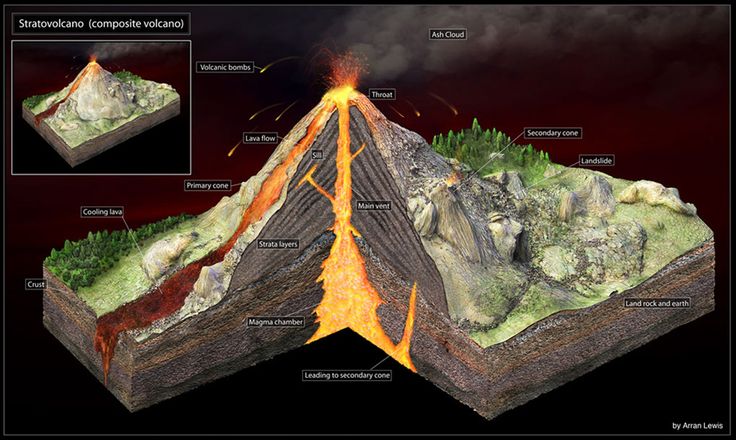 Stratovolcano (composite volcano)
Ash Cloud
Volcanic bombs
Throat
Secondary cone
Lava flow
Sill
Landslide
Primary cone
Main vent
Cooling lava
Strata layers
Crust
Land rock and earth
Magma chamber
Leading to secondary cone
by Arran Lewis